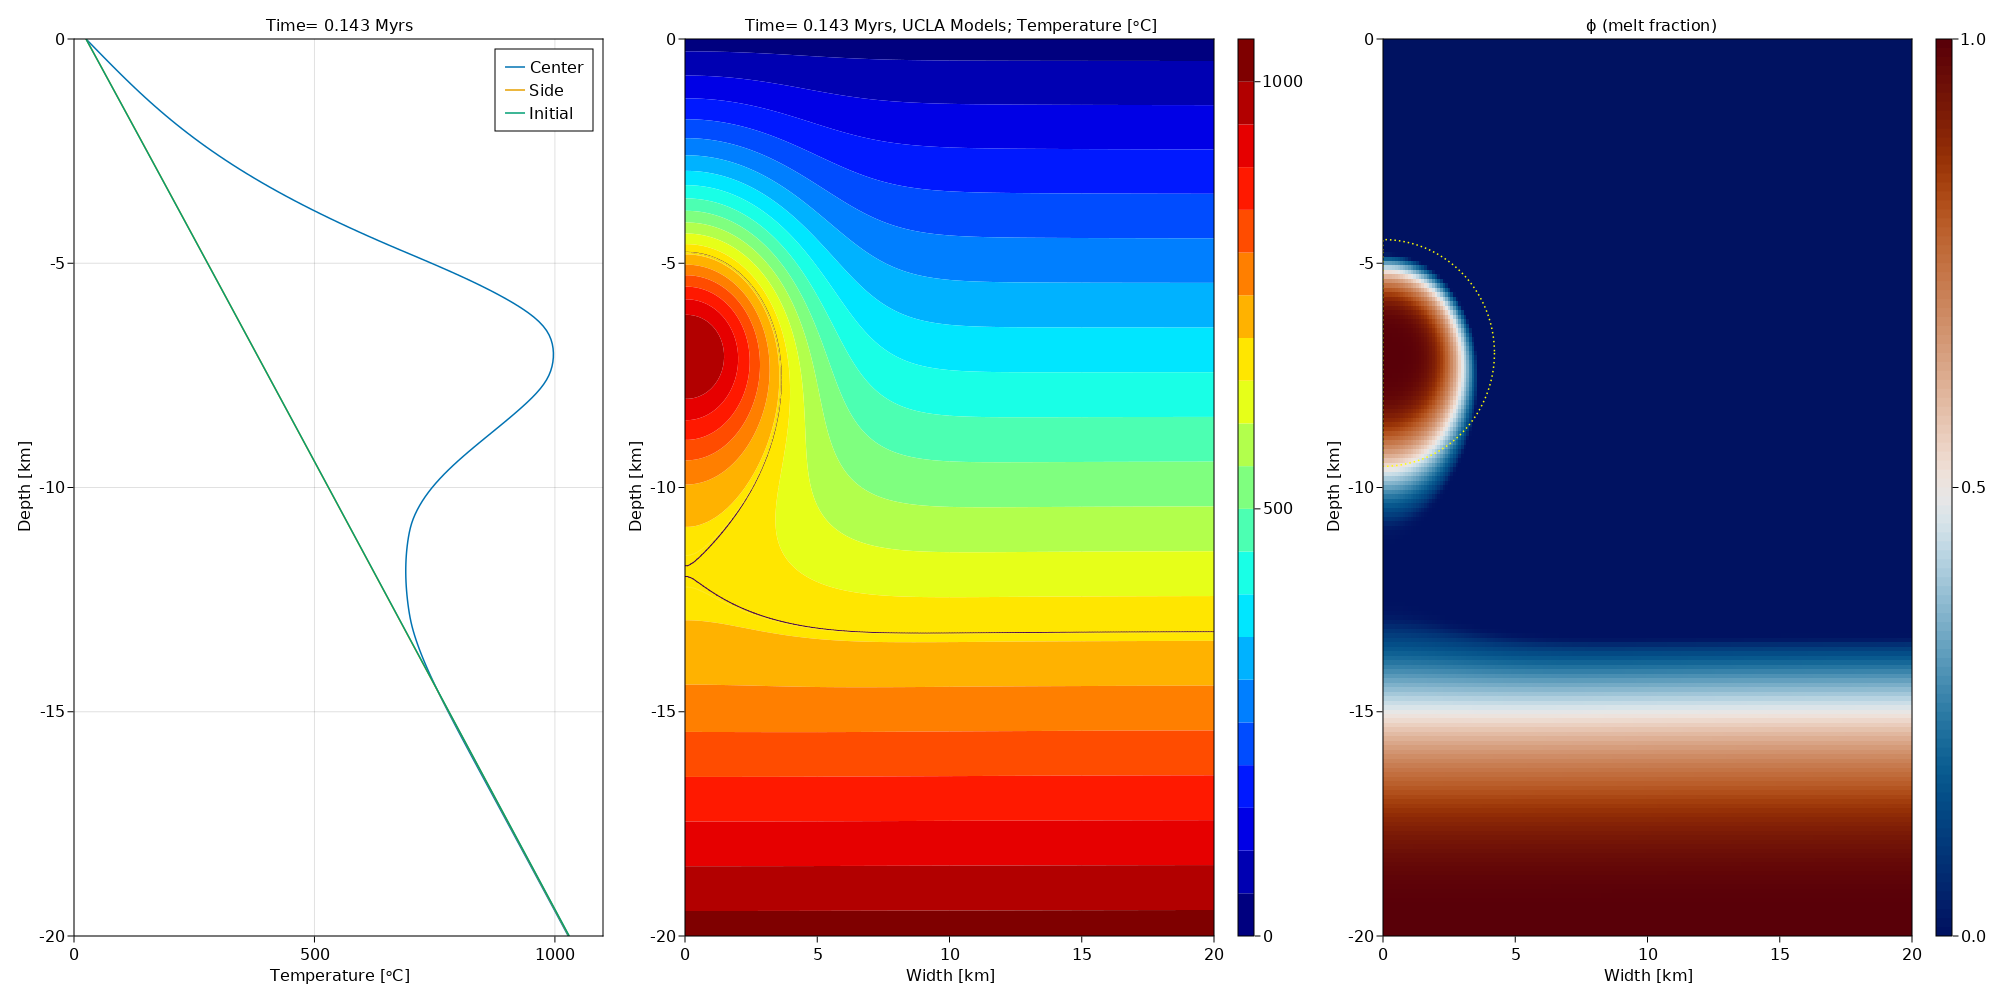 Time= 0.143 Myrs
0
-5
-10
-15
-20
Depth [km]
0
500
1000
Temperature [°C]
Center
Side
Initial
Time= 0.143 Myrs, UCLA Models; Temperature [°C]
0
-5
-10
-15
-20
Depth [km]
0
5
10
15
20
Width [km]
1000
500
0
ϕ (melt fraction)
0
-5
-10
-15
-20
Depth [km]
0
5
10
15
20
Width [km]
1.0
0.5
0.0